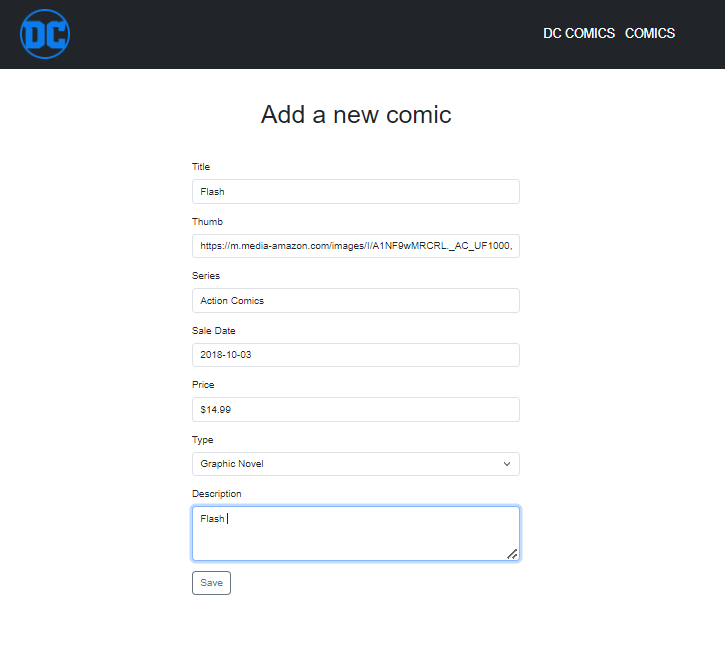 DC
DC COMICS COMICS
Add a new comic
Title
Flash
Thumb
https://m.media-amazon.com/images/I/A1NF9wMRCRL._AC_UF1000,
Series
Action Comics
Sale Date
2018-10-03
Price
$14.99
Type
Graphic Novel
Description
Flash
Save